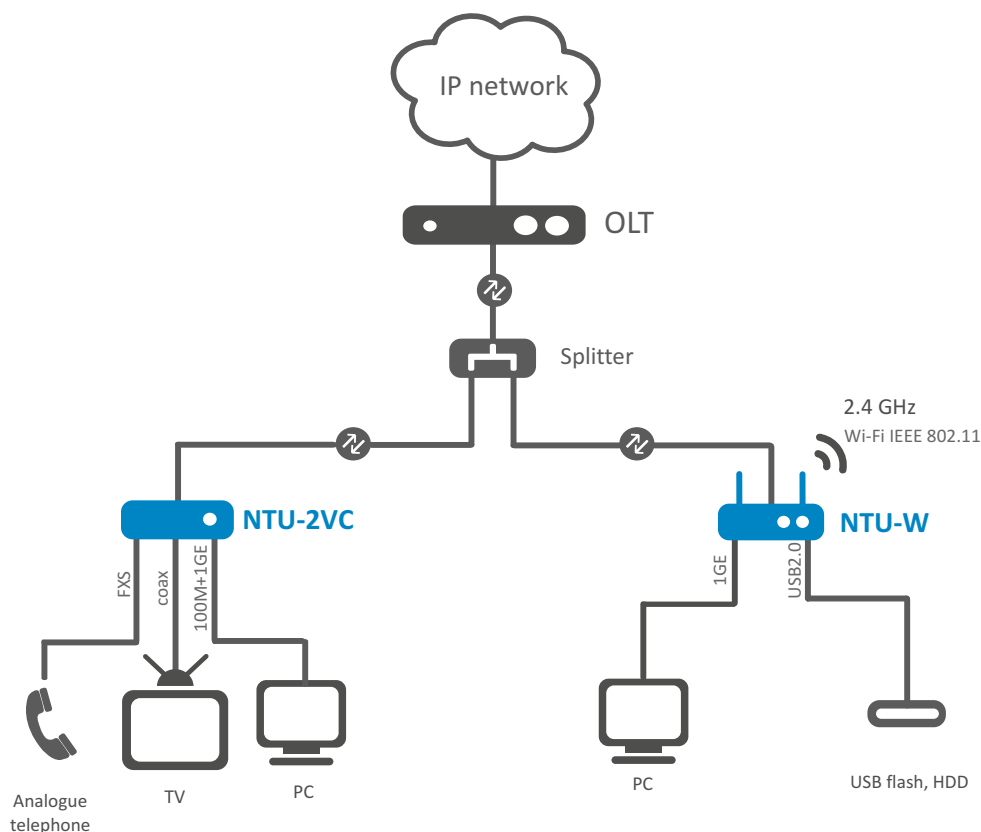 IP network
OLT
Splitter
2.4 GHz
Wi-Fi IEEE 802.11
NTU-2VC
NTU-W
FXS
coax
100M+1GE
1GE
USB2.0
Analogue
telephone
TV
PC
PC
USB flash, HDD